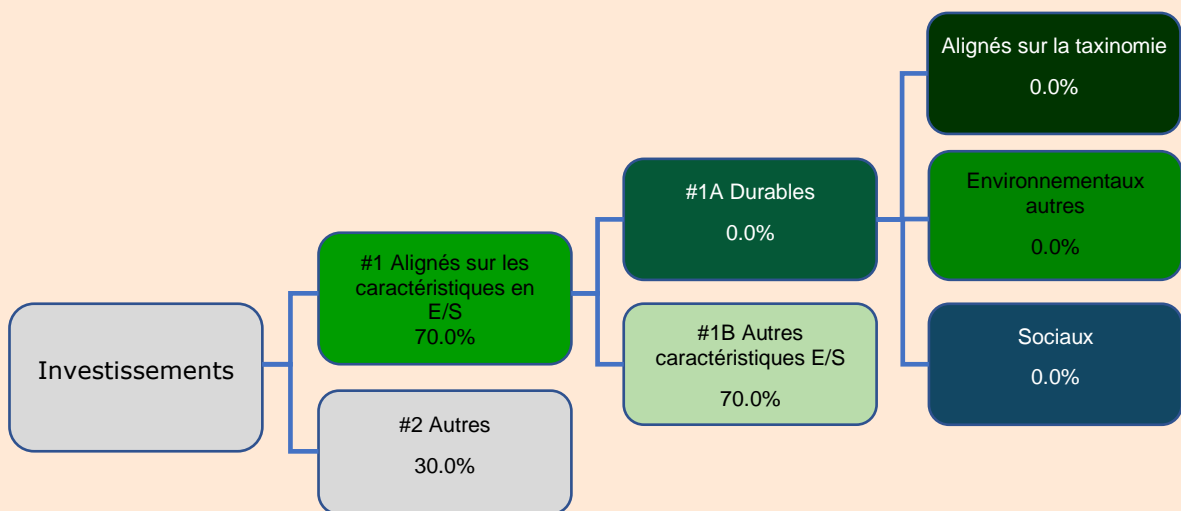 Investissements
#1 Alignés sur les
caractéristiques en
E/S
70.0%
#2 Autres
30.0%
#1A Durables
0.0%
#1B Autres
caractéristiques E/S
70.0%
Alignés sur la taxinomie
0.0%
Environnementaux
autres
0.0%
Sociaux
0.0%